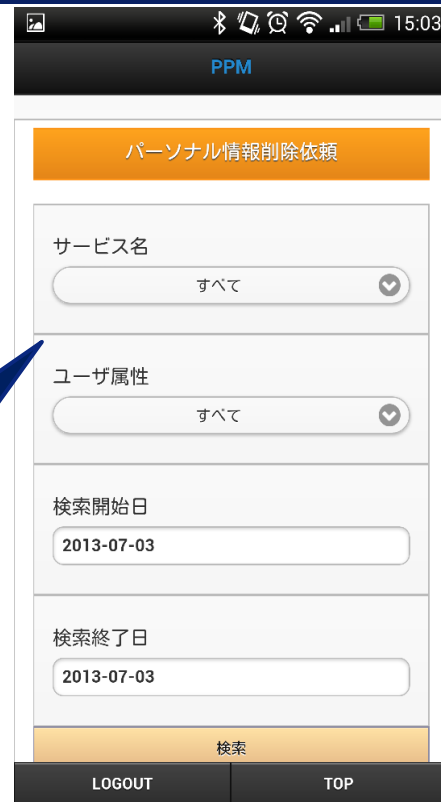 15:03
PPM
パーソナル情報削除依頼
サービス名
すべて
ユーザ属性
すべて
検索開始日
2013-07-03
検索終了日
2013-07-03
検索
LOGOUT TOP